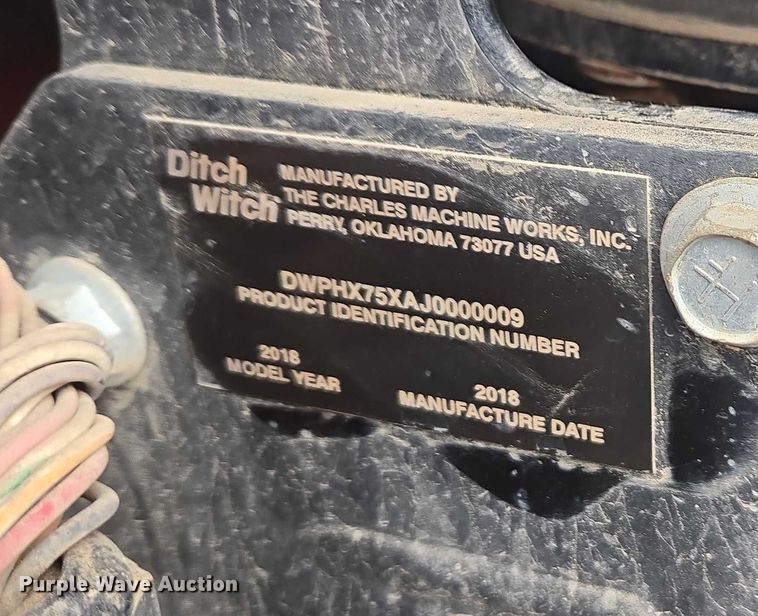 Ditch
Witch
MANUFACTURED BY
THE CHARLES MACHINE WORKS, INC.
PERRY, OKLAHOMA 73077 USA
DWPHX75XAJ0000009
PRODUCT IDENTIFICATION NUMBER
2018
MODEL YEAR
2018
MANUFACTURE DATE
Purple Wave Auction